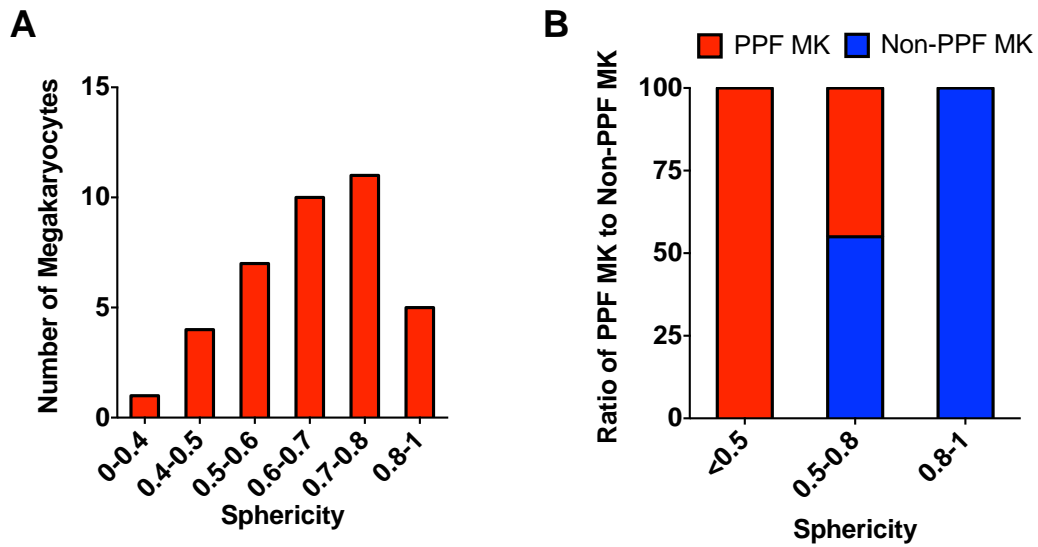 A
Number of Megakaryocytes
15
10
5
0
0-0.4
0.4-0.5
0.5-0.6
0.6-0.7
0.7-0.8
0.8-1
Sphericity
B
PPF MK
Non-PPF MK
Ratio of PPF MK to Non-PPF MK
100
75
50
25
0
<0.5
0.5-0.8
0.8-1
Sphericity